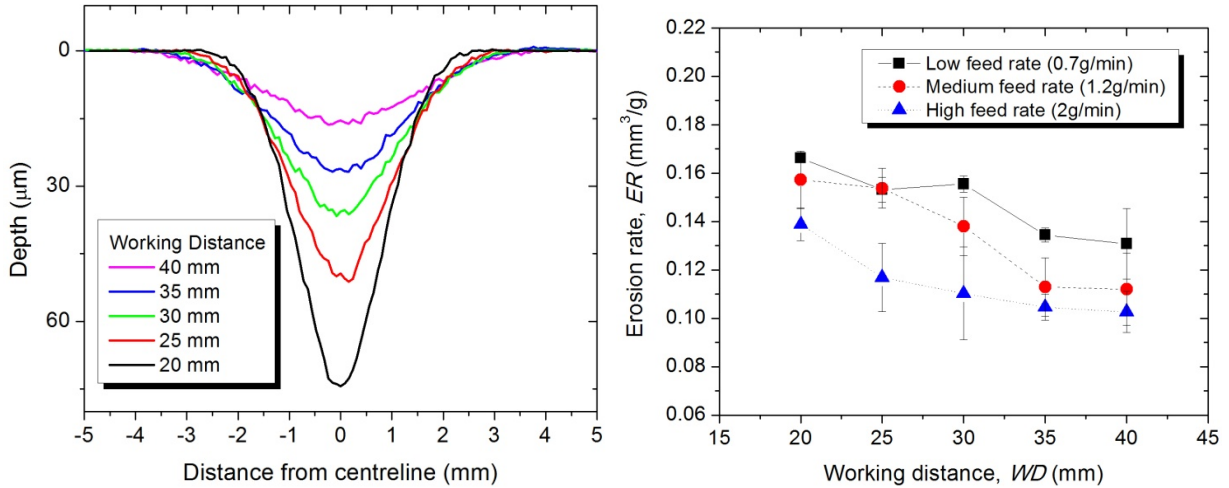 0
30
60
Depth (μm)
Working Distance
40 mm
35 mm
30 mm
25 mm
20 mm
-5 -4 -3 -2 -1 0 1 2 3 4 5
Distance from centreline (mm)
0.22
0.20
0.18
0.16
0.14
0.12
0.10
0.08
0.06
Erosion rate, ER (mm³/g)
Low feed rate (0.7g/min)
Medium feed rate (1.2g/min)
High feed rate (2g/min)
15 20 25 30 35 40 45
Working distance, WD (mm)